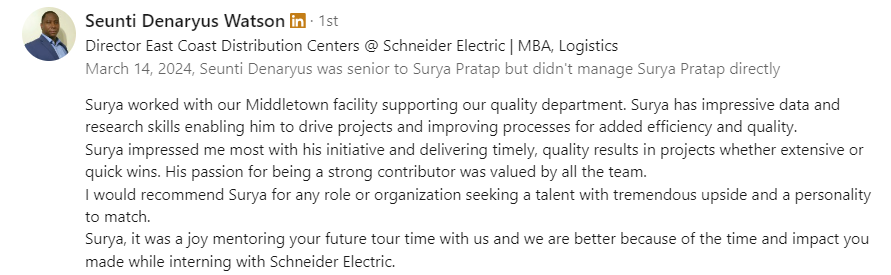 Seunti Denaryus Watson in · 1st
Director East Coast Distribution Centers @ Schneider Electric | MBA, Logistics
March 14, 2024, Seunti Denaryus was senior to Surya Pratap but didn't manage Surya Pratap directly
Surya worked with our Middletown facility supporting our quality department. Surya has impressive data and
research skills enabling him to drive projects and improving processes for added efficiency and quality.
Surya impressed me most with his initiative and delivering timely, quality results in projects whether extensive or
quick wins. His passion for being a strong contributor was valued by all the team.
I would recommend Surya for any role or organization seeking a talent with tremendous upside and a personality
to match.
Surya, it was a joy mentoring your future tour time with us and we are better because of the time and impact you
made while interning with Schneider Electric.